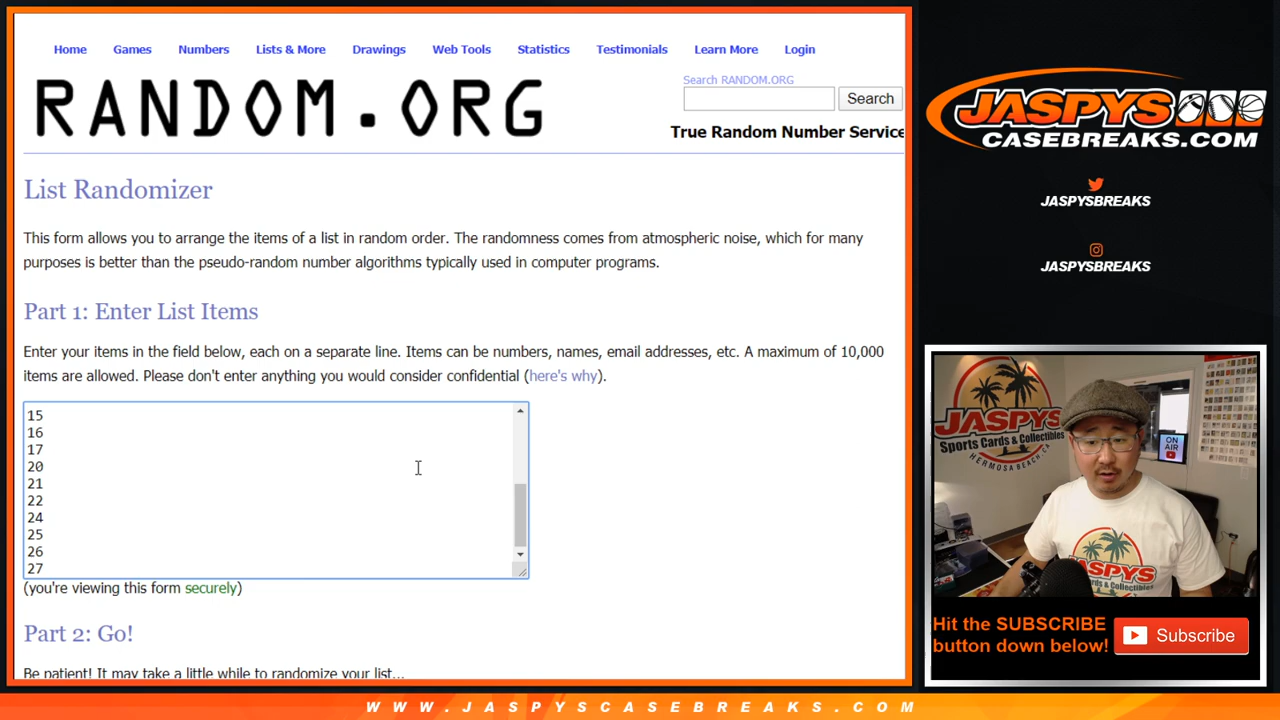 Home Games Numbers Lists & More Drawings Web Tools Statistics Testimonials Learn More Login
RANDOM.ORG
Search RANDOM.ORG
Search
True Random Number Service
List Randomizer
This form allows you to arrange the items of a list in random order. The randomness comes from atmospheric noise, which for many
purposes is better than the pseudo-random number algorithms typically used in computer programs.
Part 1: Enter List Items
Enter your items in the field below, each on a separate line. Items can be numbers, names, email addresses, etc. A maximum of 10,000
items are allowed. Please don't enter anything you would consider confidential (here's why).
15
16
17
20
21
22
24
25
26
27
(you're viewing this form securely)
Part 2: Go!
Be patient! It may take a little while to randomize your list...
JASPYS
CASEBREAKS.COM
JASPYSBREAKS
JASPYSBREAKS
JASPYS
Sports Cards & Collectibles
HERMOSA BEACH, CA
ON
AIR
JASPYS
Hit the SUBSCRIBE
button down below!
Subscribe
WWW.JASPYSCASEBREAKS.COM